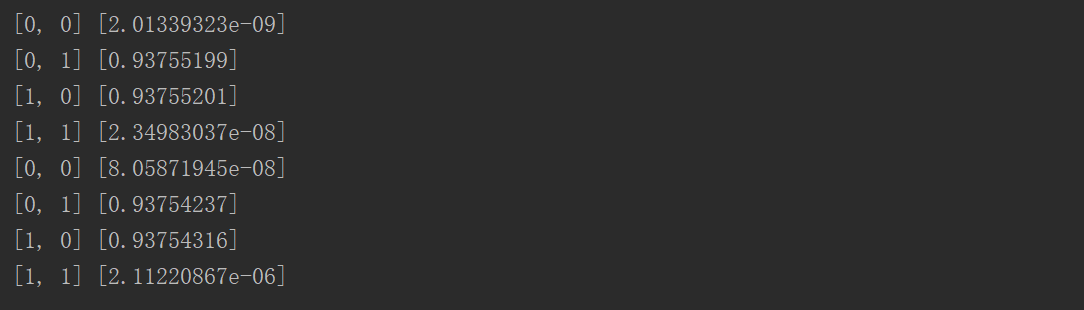 [0, 0] [2.01339323e-09]
[0, 1] [0.93755199]
[1, 0] [0.93755201]
[1, 1] [2.34983037e-08]
[0, 0] [8.05871945e-08]
[0, 1] [0.93754237]
[1, 0] [0.93754316]
[1, 1] [2.11220867e-06]